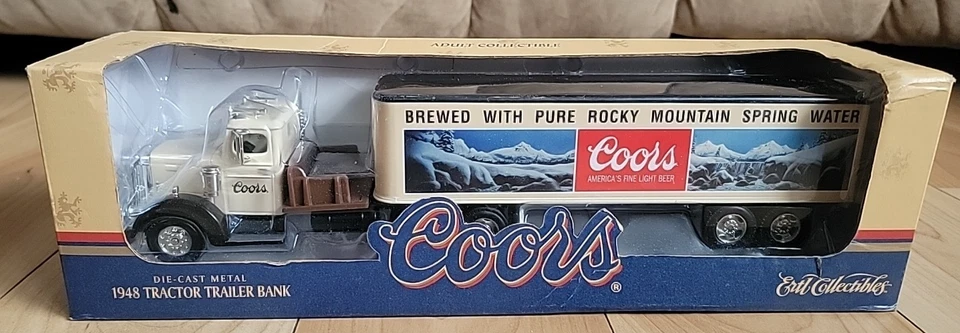 ADULT COLLECTIBLE
BREWED WITH PURE ROCKY MOUNTAIN SPRING WATER
Coors
AMERICA'S FINE LIGHT BEER
Coors
Coors®
DIE-CAST METAL
1948 TRACTOR TRAILER BANK
Ertl Collectibles